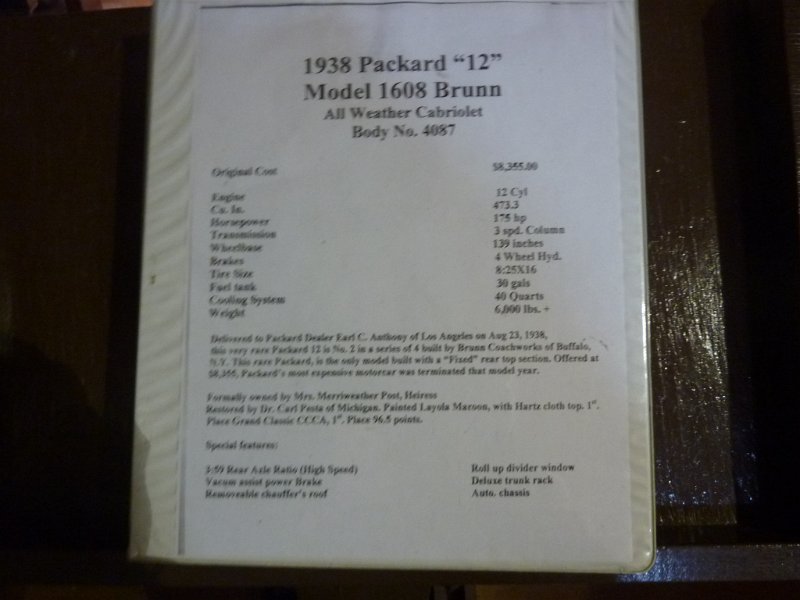 1938 Packard “12”
Model 1608 Brunn
All Weather Cabriolet
Body No. 4087
Original Cost $8,355.00
Engine 12 Cyl
Cu. In. 473.3
Horsepower 175 hp
Transmission 3 spd. Column
Wheelbase 139 inches
Brakes 4 Wheel Hyd.
Tire Size 8:25X16
Fuel tank 30 gals
Cooling System 40 Quarts
Weight 6,000 lbs. +
Delivered to Packard Dealer Earl C. Anthony of Los Angeles on Aug 23, 1938,
this very rare Packard 12 is No. 2 in a series of 4 built by Brunn Coachworks of Buffalo,
N.Y. This rare Packard, is the only model built with a “Fixed” rear top section. Offered at
$8,355, Packard's most expensive motorcar was terminated that model year.
Formally owned by Mrs. Merriweather Post, Heiress
Restored by Dr. Carl Pesta of Michigan. Painted Layola Maroon, with Hartz cloth top. 1st.
Place Grand Classic CCCA, 1st. Place 96.5 points.
Special features:
3:59 Rear Axle Ratio (High Speed) Roll up divider window
Vacum assist power Brake Deluxe trunk rack
Removeable chauffer's roof Auto. chassis